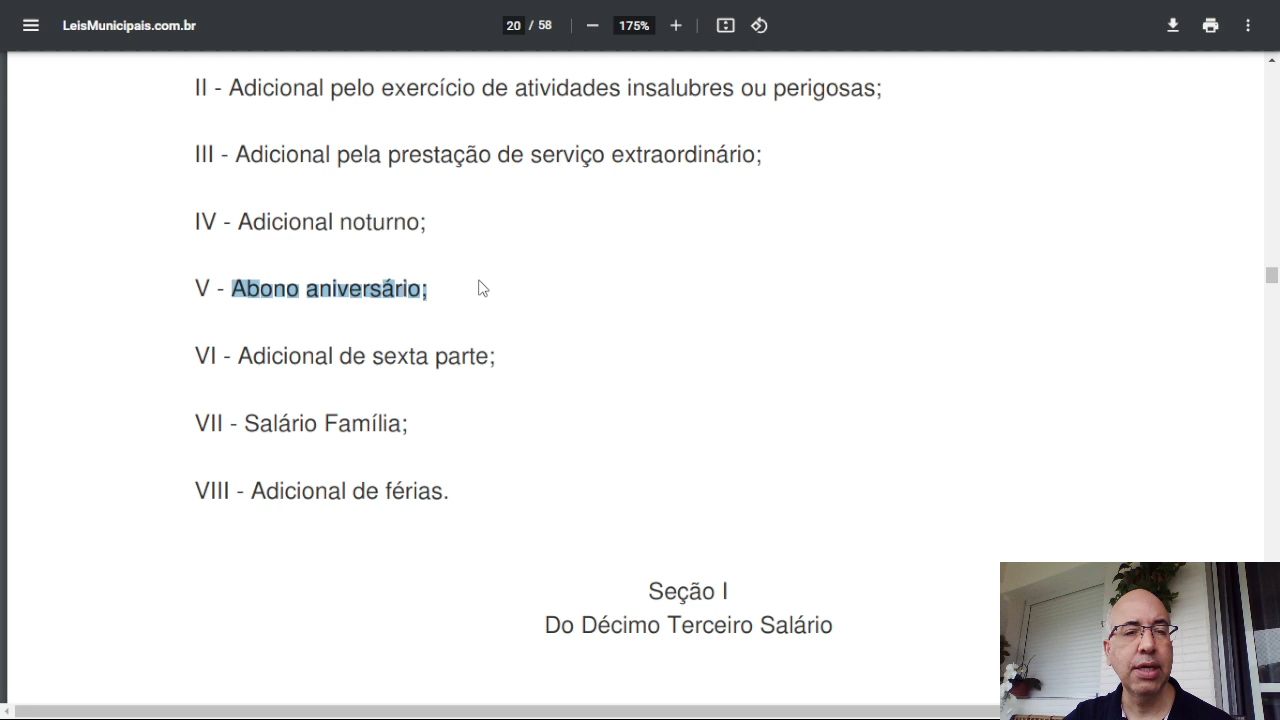 LeisMunicipais.com.br
20 / 58
175%
II - Adicional pelo exercício de atividades insalubres ou perigosas;
III - Adicional pela prestação de serviço extraordinário;
IV - Adicional noturno;
V - Abono aniversário;
VI - Adicional de sexta parte;
VII - Salário Família;
VIII - Adicional de férias.
Seção I
Do Décimo Terceiro Salário